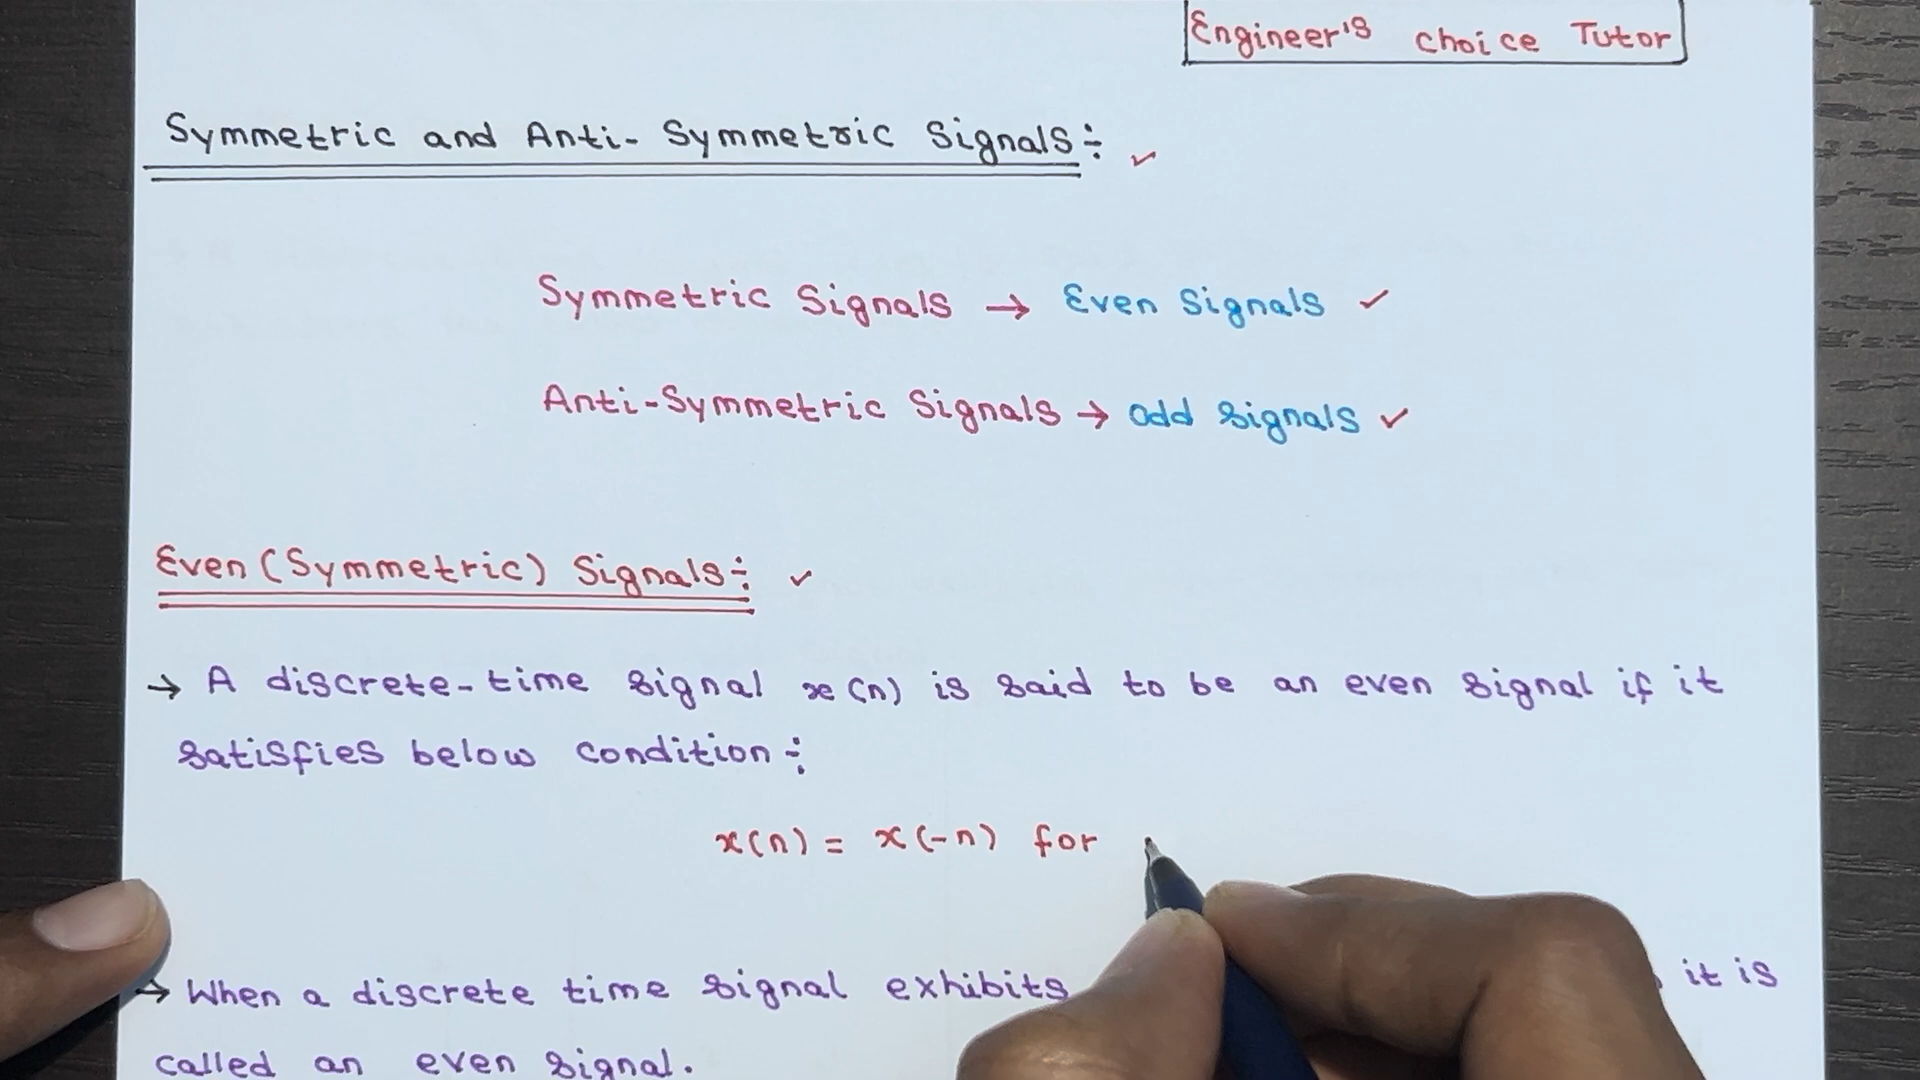 Engineer's choice Tutor
Symmetric and Anti-Symmetric Signals:
Symmetric Signals → Even Signals ✓
Anti-Symmetric Signals → odd signals ✓
Even (Symmetric) Signals:
→ A discrete-time signal x(n) is said to be an even signal if it
satisfies below condition:
x(n) = x(-n) for
→ When a discrete time signal exhibits it is
called an even signal.